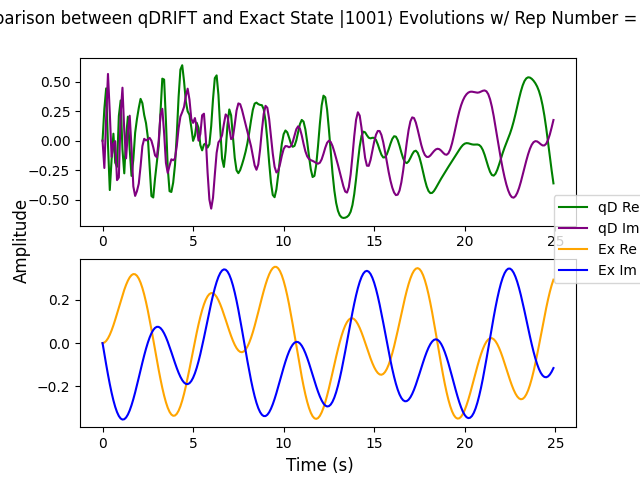 parison between qDRIFT and Exact State |1001⟩ Evolutions w/ Rep Number =
0.50
0.25
0.00
−0.25
−0.50
0 5 10 15 20 25
qD Re
qD Im
Ex Re
Ex Im
Amplitude
0.2
0.0
−0.2
0 5 10 15 20 25
Time (s)